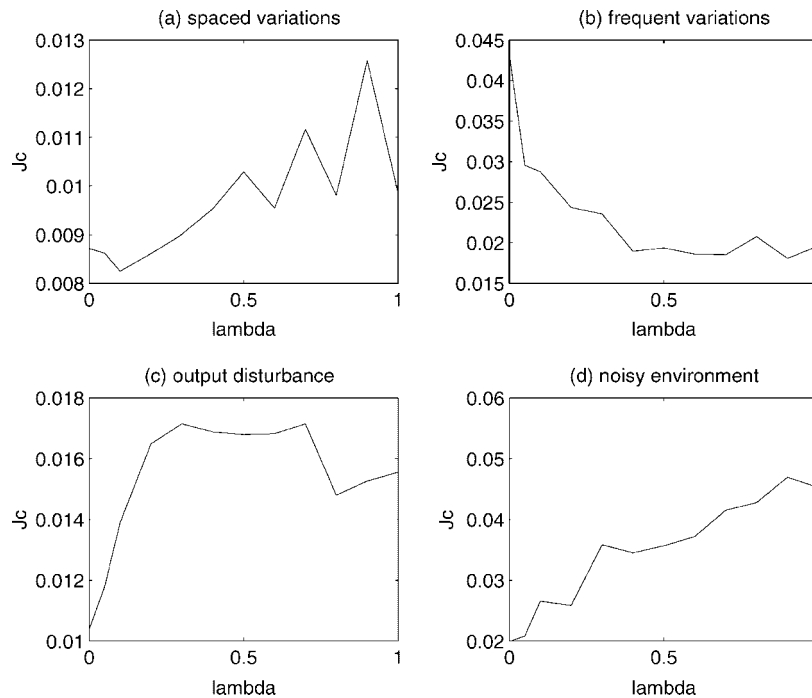 (a) spaced variations
0.013
0.012
0.011
0.01
0.009
0.008
Jc
0
0.5
1
lambda
(b) frequent variations
0.045
0.04
0.035
0.03
0.025
0.02
0.015
Jc
0
0.5
lambda
(c) output disturbance
0.018
0.016
0.014
0.012
0.01
Jc
0
0.5
1
lambda
(d) noisy environment
0.06
0.05
0.04
0.03
0.02
Jc
0
0.5
lambda